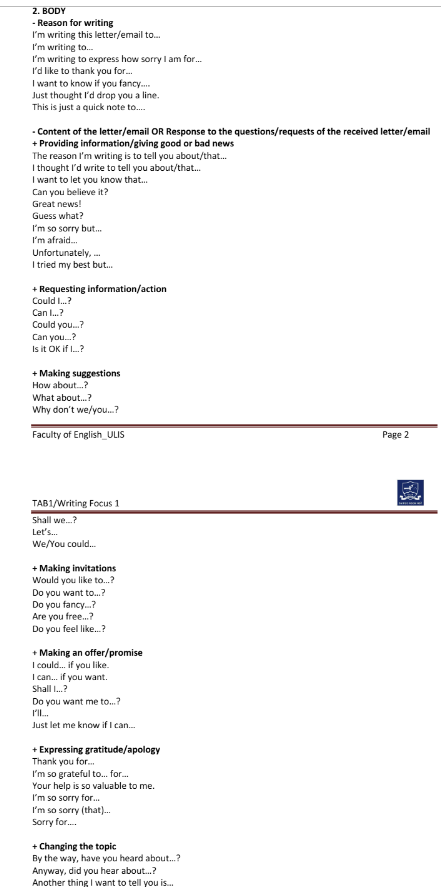 2. BODY
- Reason for writing
I'm writing this letter/email to…
I'm writing to…
I'm writing to express how sorry I am for…
I'd like to thank you for…
I want to know if you fancy….
Just thought I'd drop you a line.
This is just a quick note to….
- Content of the letter/email OR Response to the questions/requests of the received letter/email
+ Providing information/giving good or bad news
The reason I'm writing is to tell you about/that…
I thought I'd write to tell you about/that…
I want to let you know that…
Can you believe it?
Great news!
Guess what?
I'm so sorry but…
I'm afraid…
Unfortunately, …
I tried my best but…
+ Requesting information/action
Could I…?
Can I…?
Could you…?
Can you…?
Is it OK if I…?
+ Making suggestions
How about…?
What about…?
Why don't we/you…?
Faculty of English_ULIS Page 2
TAB1/Writing Focus 1
Shall we…?
Let's…
We/You could…
+ Making invitations
Would you like to…?
Do you want to…?
Do you fancy…?
Are you free…?
Do you feel like…?
+ Making an offer/promise
I could… if you like.
I can… if you want.
Shall I…?
Do you want me to…?
I'll…
Just let me know if I can…
+ Expressing gratitude/apology
Thank you for…
I'm so grateful to… for…
Your help is so valuable to me.
I'm so sorry for…
I'm so sorry (that)…
Sorry for….
+ Changing the topic
By the way, have you heard about…?
Anyway, did you hear about…?
Another thing I want to tell you is…